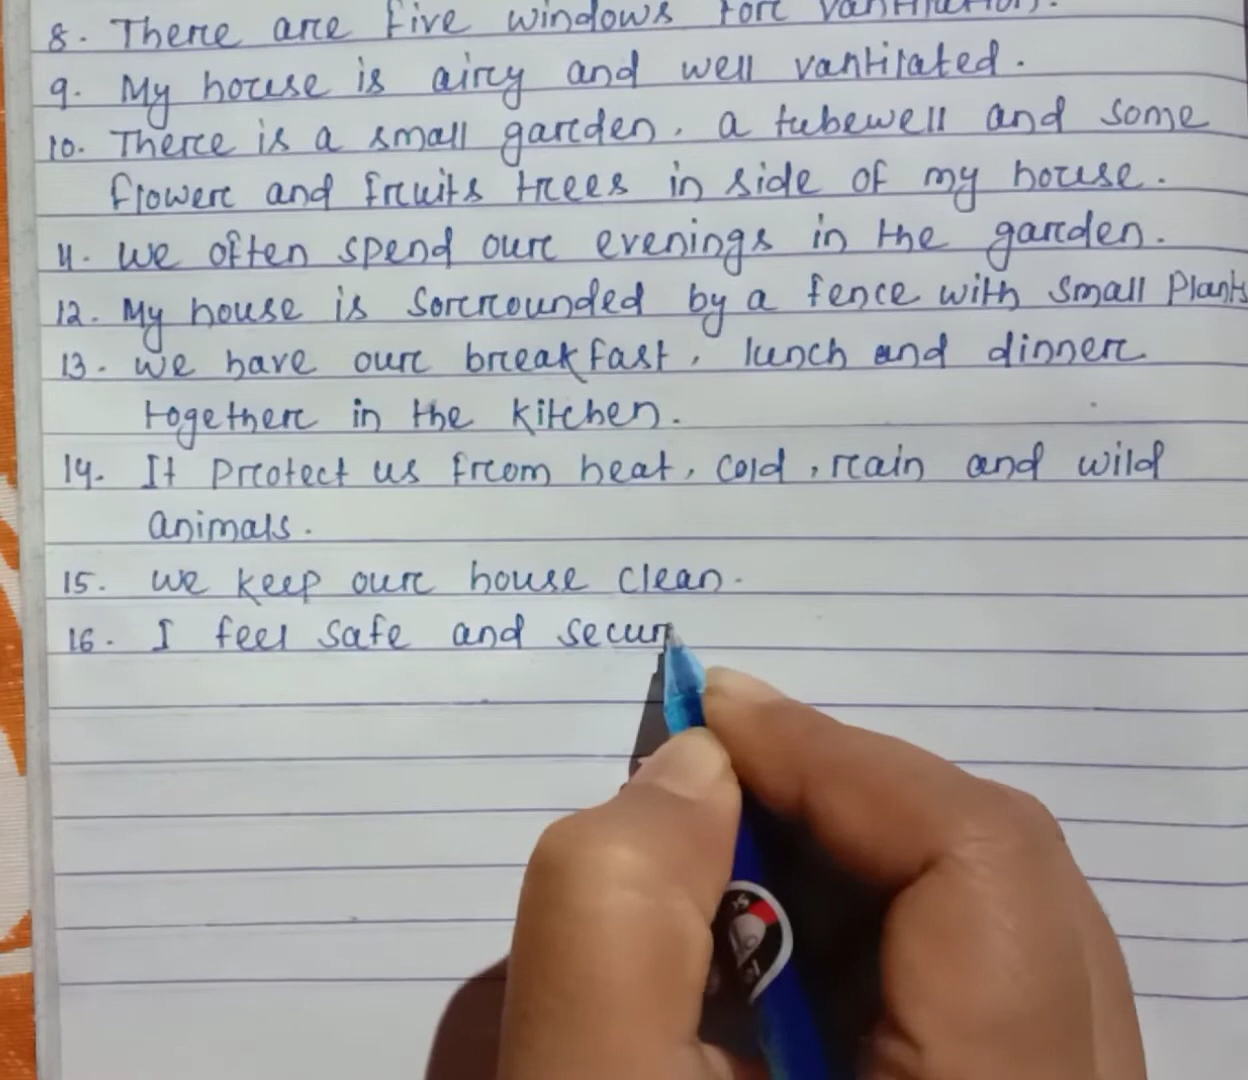 8. There are five windows for vantilation.
9. My house is airy and well vantilated.
10. There is a small garden, a tubewell and some
flower and fruits trees in side of my house.
11. we often spend our evenings in the garden.
12. My house is sorrounded by a fence with small Plants
13. we have our breakfast, lunch and dinner
together in the kitchen.
14. It protect us from heat, cold, rain and wild
animals.
15. we keep our house clean.
16. I feel safe and secur